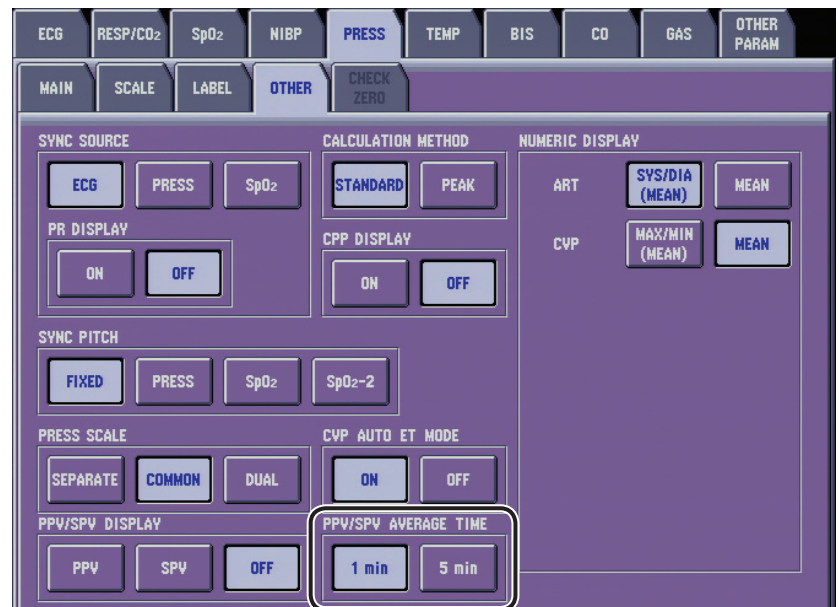 ECG RESP/CO2 SpO2 NIBP PRESS TEMP BIS CO GAS OTHER PARAM
MAIN SCALE LABEL OTHER CHECK ZERO
SYNC SOURCE
ECG PRESS SpO2
PR DISPLAY
ON OFF
CALCULATION METHOD
STANDARD PEAK
CPP DISPLAY
ON OFF
NUMERIC DISPLAY
ART SYS/DIA (MEAN) MEAN
CVP MAX/MIN (MEAN) MEAN
SYNC PITCH
FIXED PRESS SpO2 SpO2-2
PRESS SCALE
SEPARATE COMMON DUAL
CVP AUTO ET MODE
ON OFF
PPV/SPV DISPLAY
PPV SPV OFF
PPV/SPV AVERAGE TIME
1 min 5 min